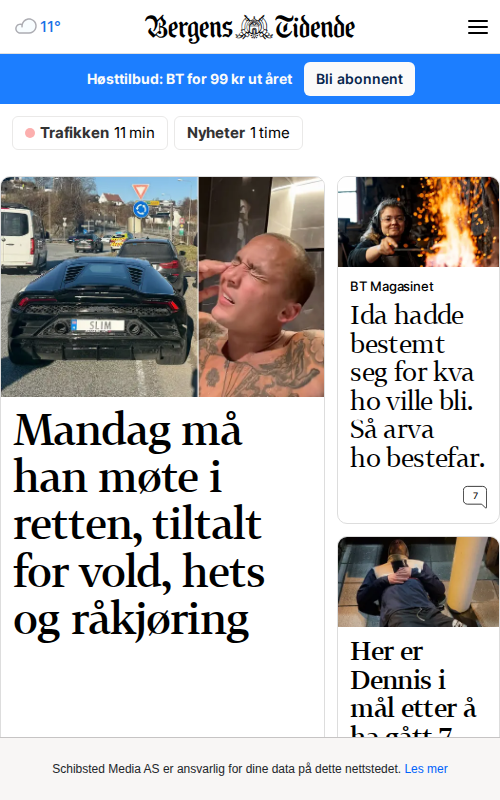 11°
Bergens Tidende
Høsttilbud: BT for 99 kr ut året
Bli abonnent
Trafikken 11 min
Nyheter 1 time
SLIM
Mandag må
han møte i
retten, tiltalt
for vold, hets
og råkjøring
BT Magasinet
Ida hadde
bestemt
seg for kva
ho ville bli.
Så arva
ho bestefar.
7
Her er
Dennis i
mål etter å
ha gått 7
Schibsted Media AS er ansvarlig for dine data på dette nettstedet. Les mer